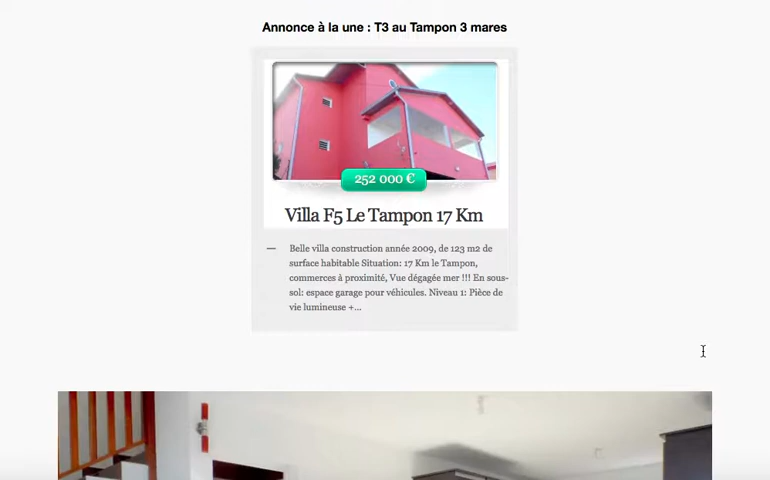 Annonce à la une : T3 au Tampon 3 mares
252 000 €
Villa F5 Le Tampon 17 Km
— Belle villa construction année 2009, de 123 m2 de
surface habitable Situation: 17 Km le Tampon,
commerces à proximité, Vue dégagée mer !!! En sous-
sol: espace garage pour véhicules. Niveau 1: Pièce de
vie lumineuse +...